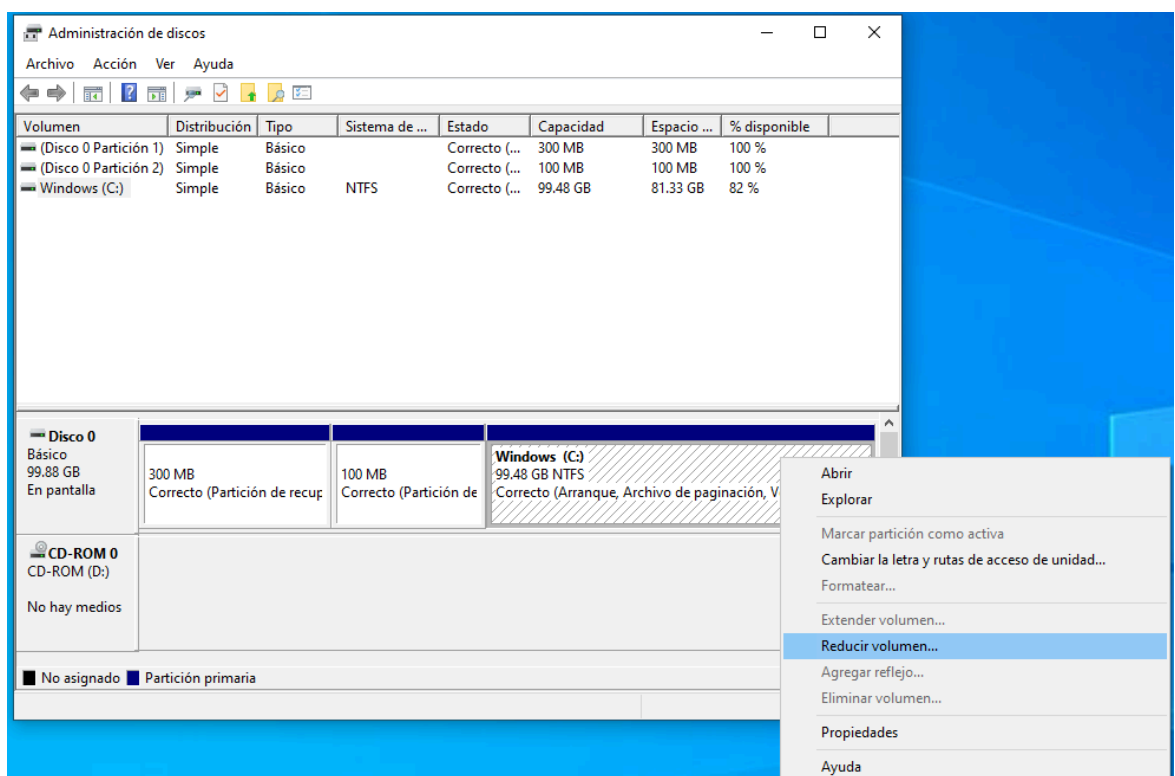 Administración de discos
Archivo Acción Ver Ayuda
Volumen Distribución Tipo Sistema de ... Estado Capacidad Espacio ... % disponible
(Disco 0 Partición 1) Simple Básico Correcto (... 300 MB 300 MB 100 %
(Disco 0 Partición 2) Simple Básico Correcto (... 100 MB 100 MB 100 %
Windows (C:) Simple Básico NTFS Correcto (... 99.48 GB 81.33 GB 82 %
Disco 0
Básico
99.88 GB
En pantalla
300 MB
Correcto (Partición de recup
100 MB
Correcto (Partición de
Windows (C:)
99.48 GB NTFS
Correcto (Arranque, Archivo de paginación, V
CD-ROM 0
CD-ROM (D:)
No hay medios
No asignado Partición primaria
Abrir
Explorar
Marcar partición como activa
Cambiar la letra y rutas de acceso de unidad...
Formatear...
Extender volumen...
Reducir volumen...
Agregar reflejo...
Eliminar volumen...
Propiedades
Ayuda